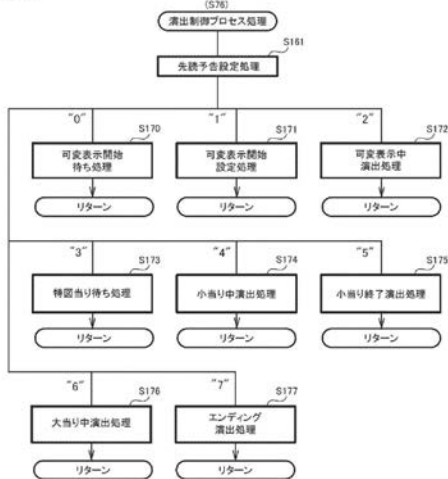 (S76)
演出制御プロセス処理
S161
先読予告設定処理
"0"
S170
"1"
S171
"2"
S172
可変表示開始
待ち処理
可変表示開始
設定処理
可変表示中
演出処理
リターン
リターン
リターン
"3"
S173
"4"
S174
"5"
S175
特図当り待ち処理
小当り中演出処理
小当り終了演出処理
リターン
リターン
リターン
"6"
S176
"7"
S177
大当り中演出処理
エンディング
演出処理
リターン
リターン